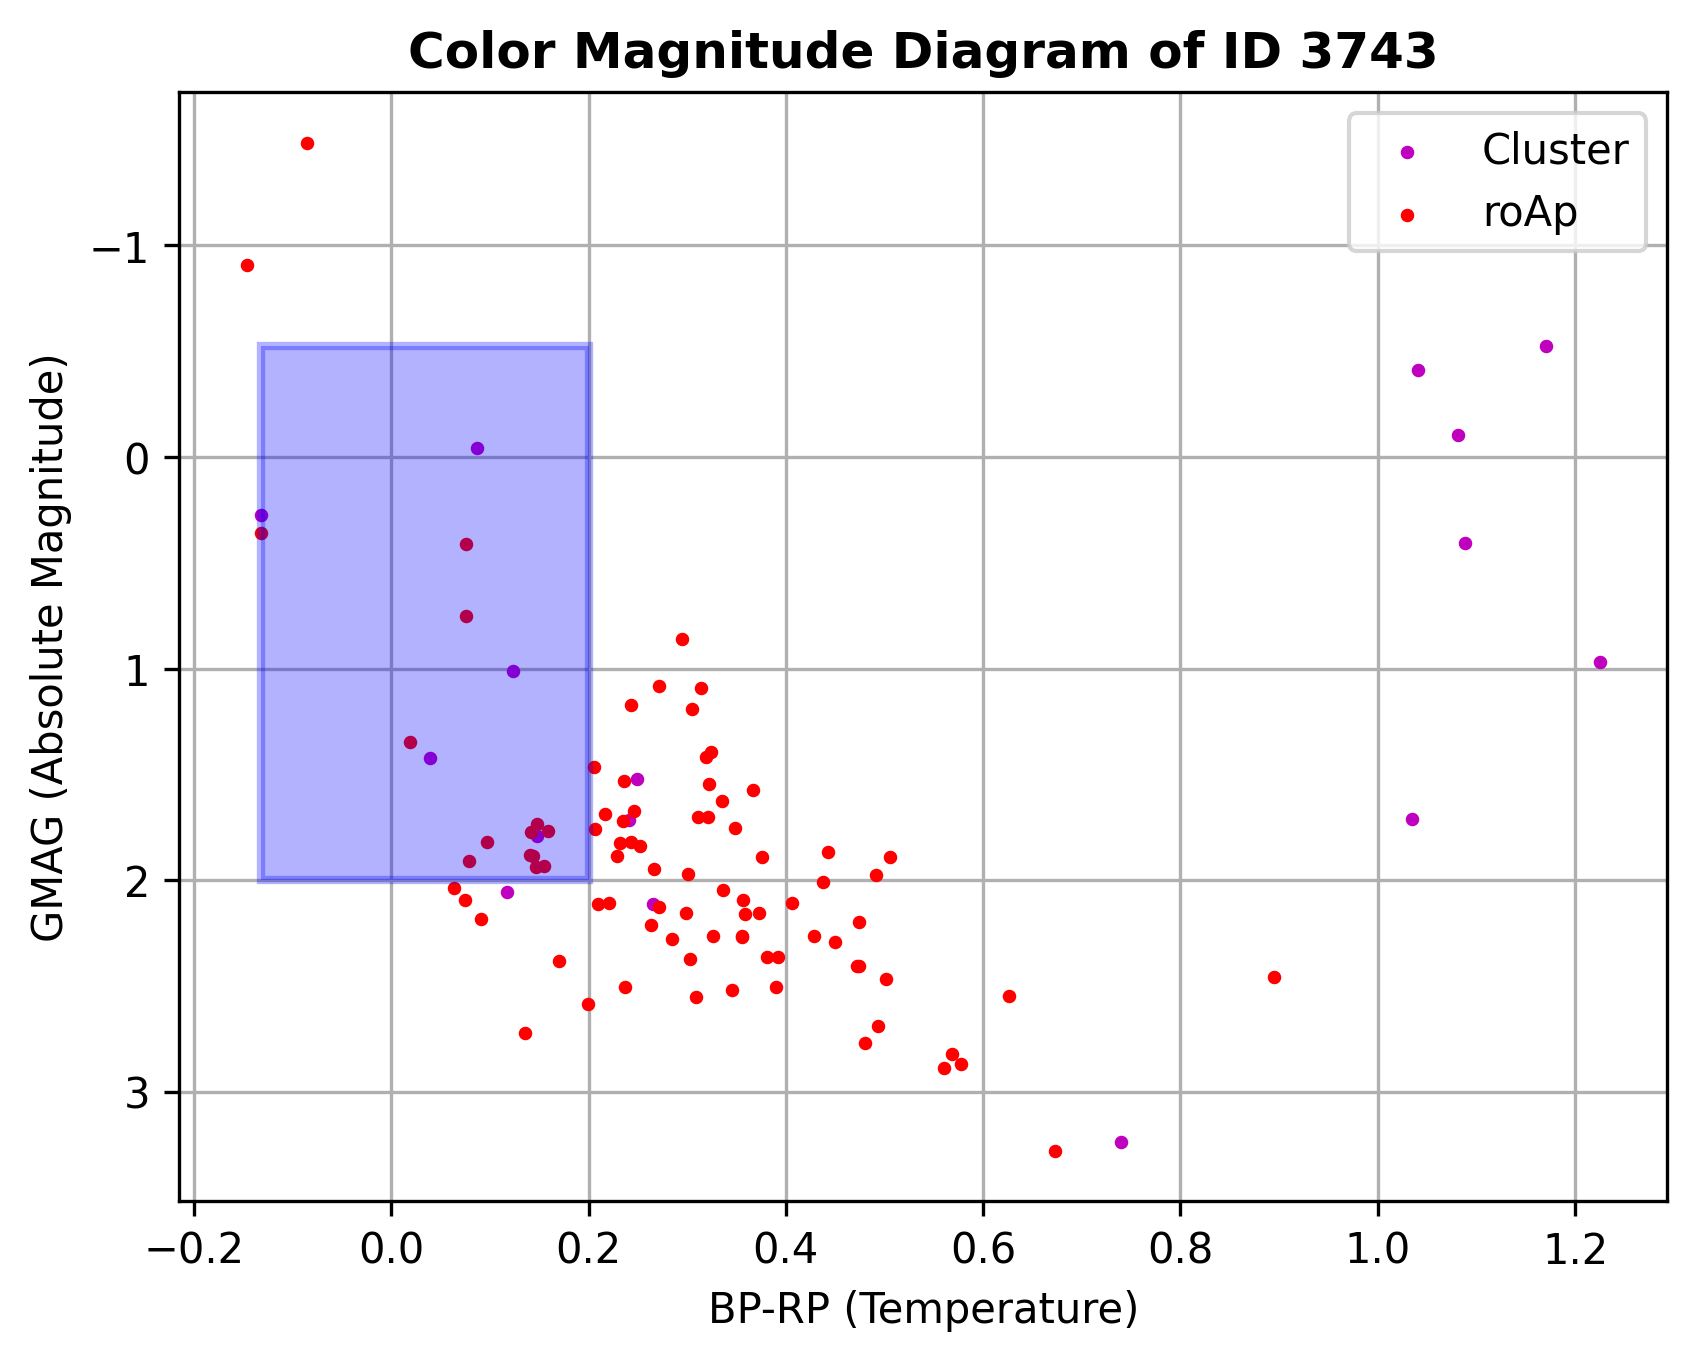 Color Magnitude Diagram of ID 3743
Cluster
roAp
GMAG (Absolute Magnitude)
−1
0
1
2
3
−0.2 0.0 0.2 0.4 0.6 0.8 1.0 1.2
BP-RP (Temperature)